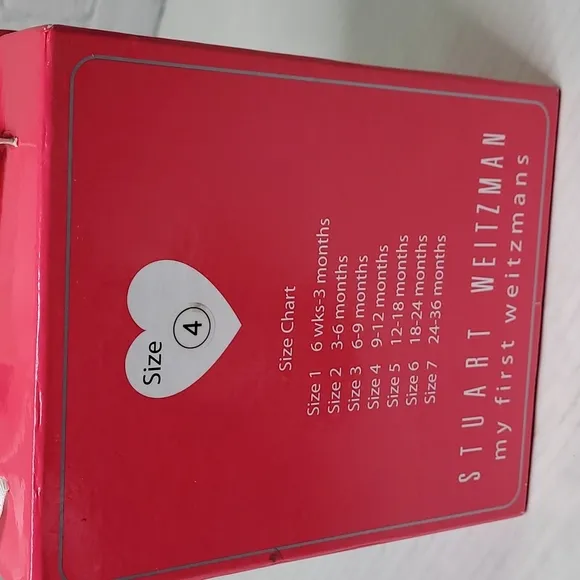 Size
4
Size Chart
Size 1 6 wks-3 months
Size 2 3-6 months
Size 3 6-9 months
Size 4 9-12 months
Size 5 12-18 months
Size 6 18-24 months
Size 7 24-36 months
STUART WEITZMAN
my first weitzmans